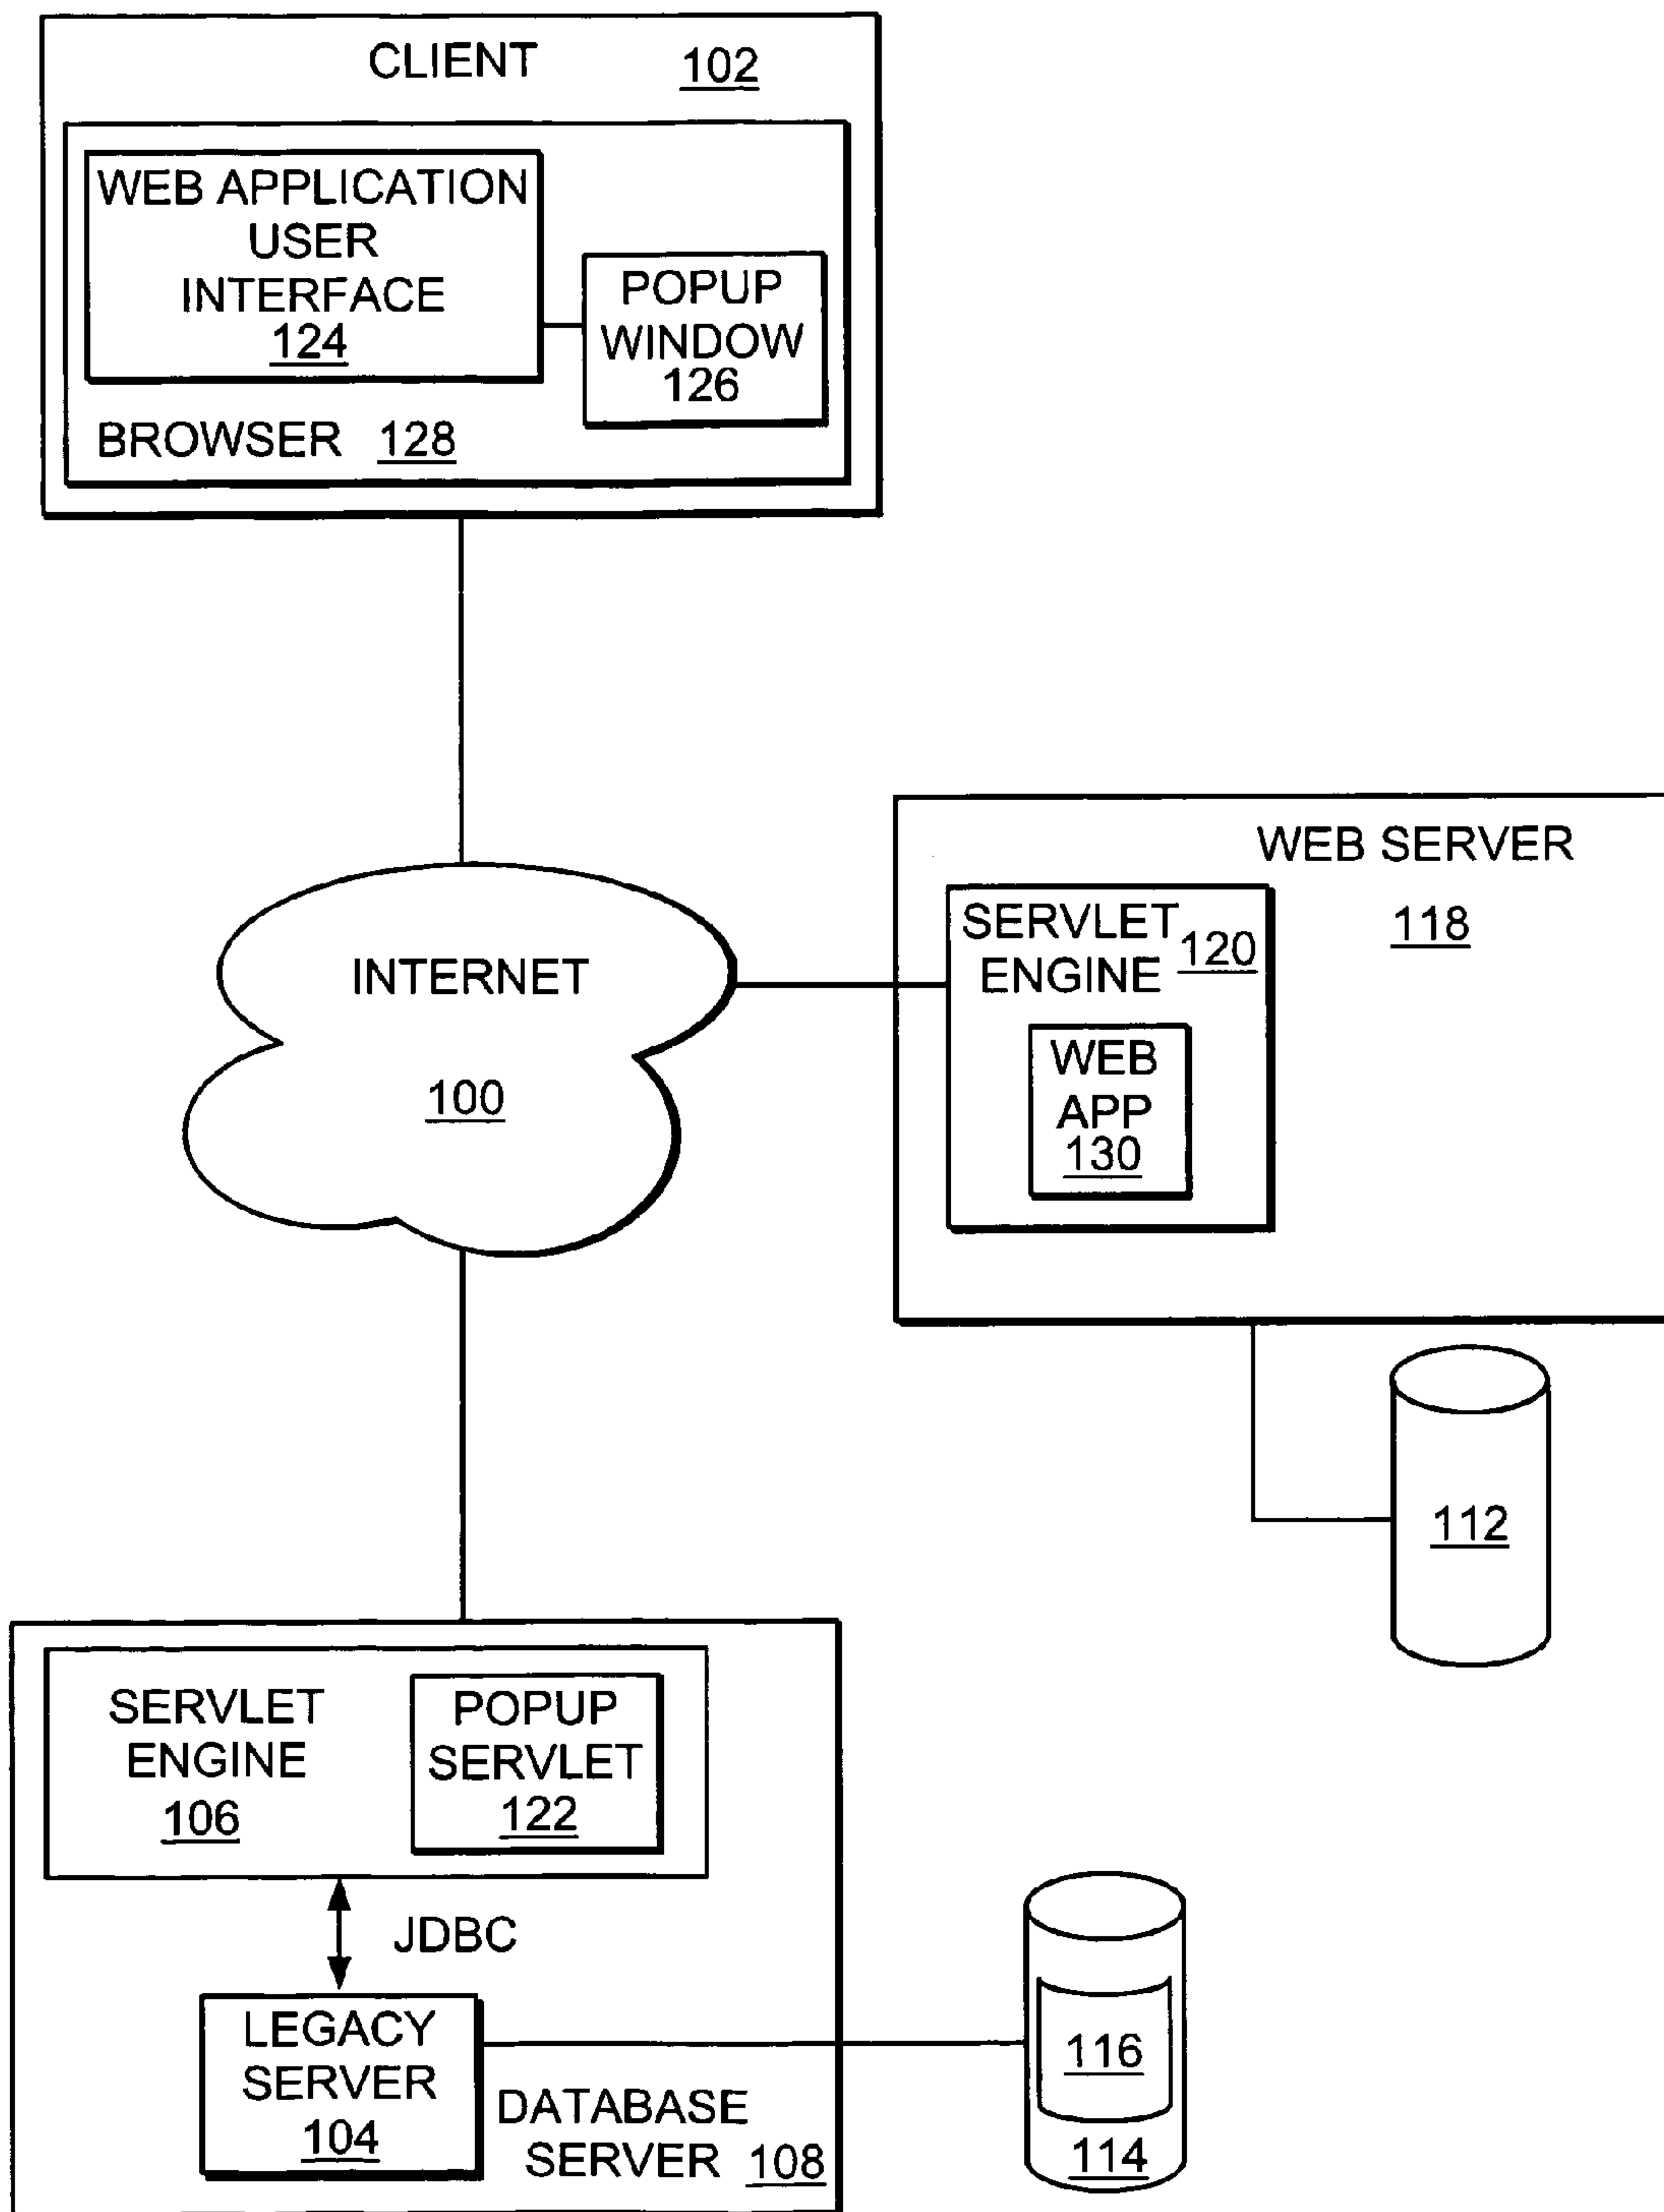 CLIENT 102
WEB APPLICATION
USER
INTERFACE
124
POPUP
WINDOW
126
BROWSER 128
INTERNET
100
WEB SERVER
118
SERVLET
ENGINE 120
WEB
APP
130
112
SERVLET
ENGINE
106
POPUP
SERVLET
122
JDBC
LEGACY
SERVER
104
DATABASE
SERVER 108
116
114